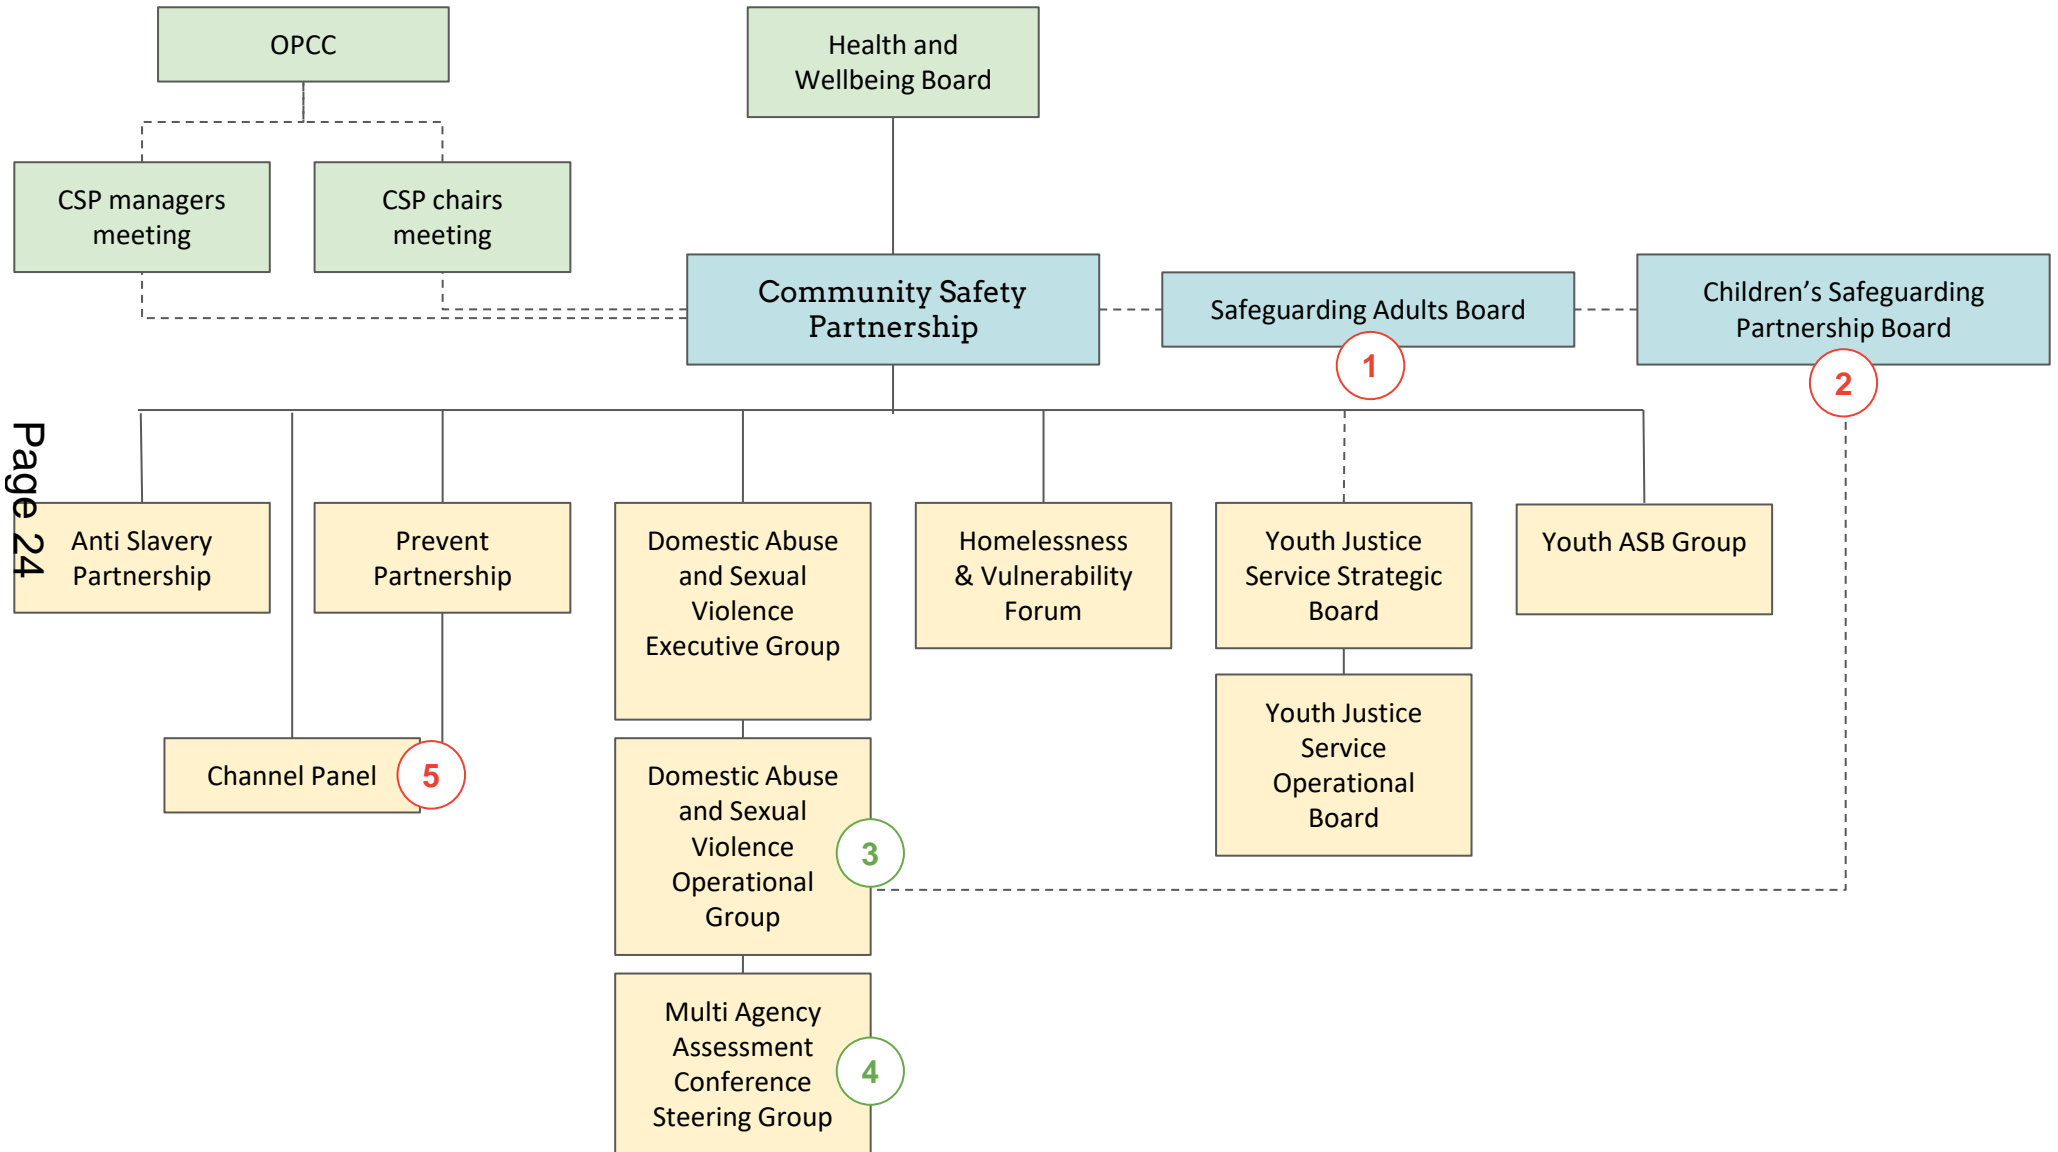 OPCC
Health and
Wellbeing Board
CSP managers
meeting
CSP chairs
meeting
Community Safety
Partnership
Safeguarding Adults Board
1
Children’s Safeguarding
Partnership Board
2
Page 24
Anti Slavery
Partnership
Prevent
Partnership
Domestic Abuse
and Sexual
Violence
Executive Group
Homelessness
& Vulnerability
Forum
Youth Justice
Service Strategic
Board
Youth ASB Group
Channel Panel
5
Domestic Abuse
and Sexual
Violence
Operational
Group
3
Youth Justice
Service
Operational
Board
Multi Agency
Assessment
Conference
Steering Group
4